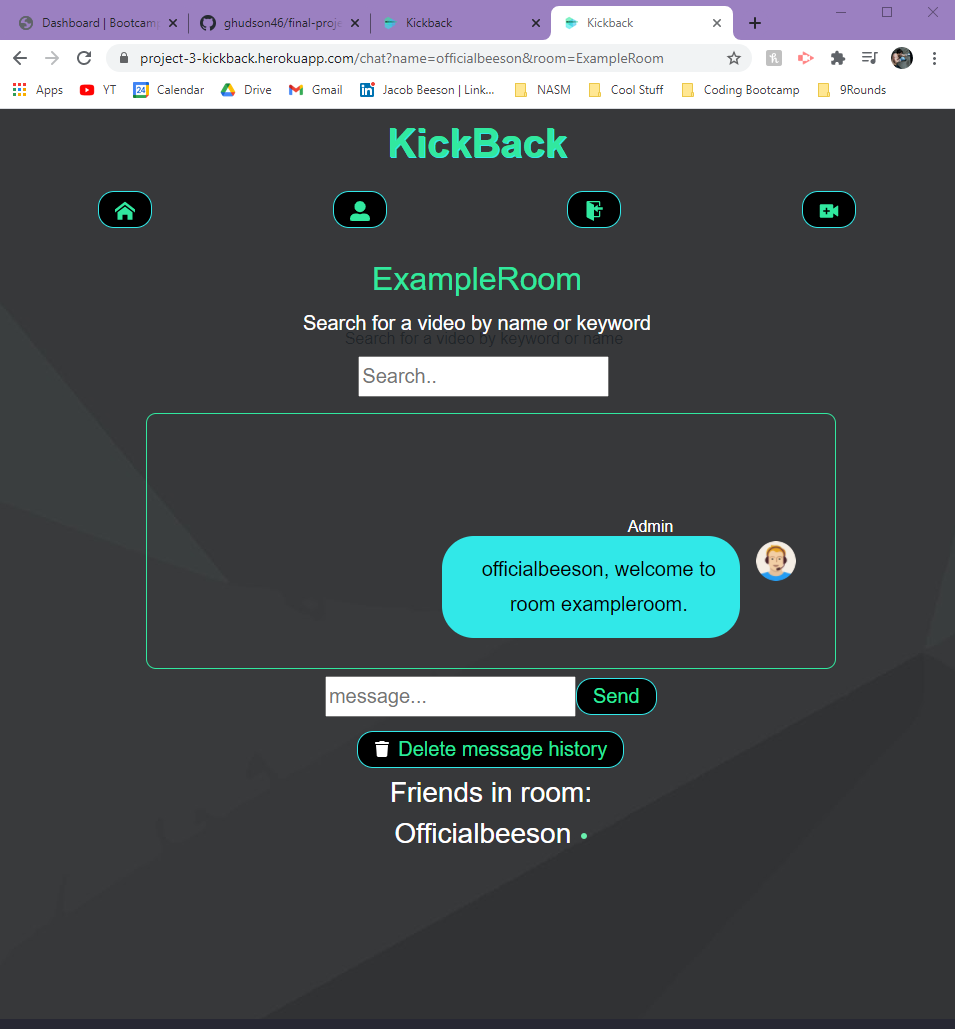 Dashboard | Bootcam
ghudson46/final-proje
Kickback
Kickback
project-3-kickback.herokuapp.com/chat?name=officialbeeson&room=ExampleRoom
Apps
YT
24
Calendar
Drive
Gmail
Jacob Beeson | Link...
NASM
Cool Stuff
Coding Bootcamp
9Rounds
KickBack
ExampleRoom
Search for a video by name or keyword
Search for a video by keyword or name
Search..
Admin
officialbeeson, welcome to
room exampleroom.
message...
Send
Delete message history
Friends in room:
Officialbeeson